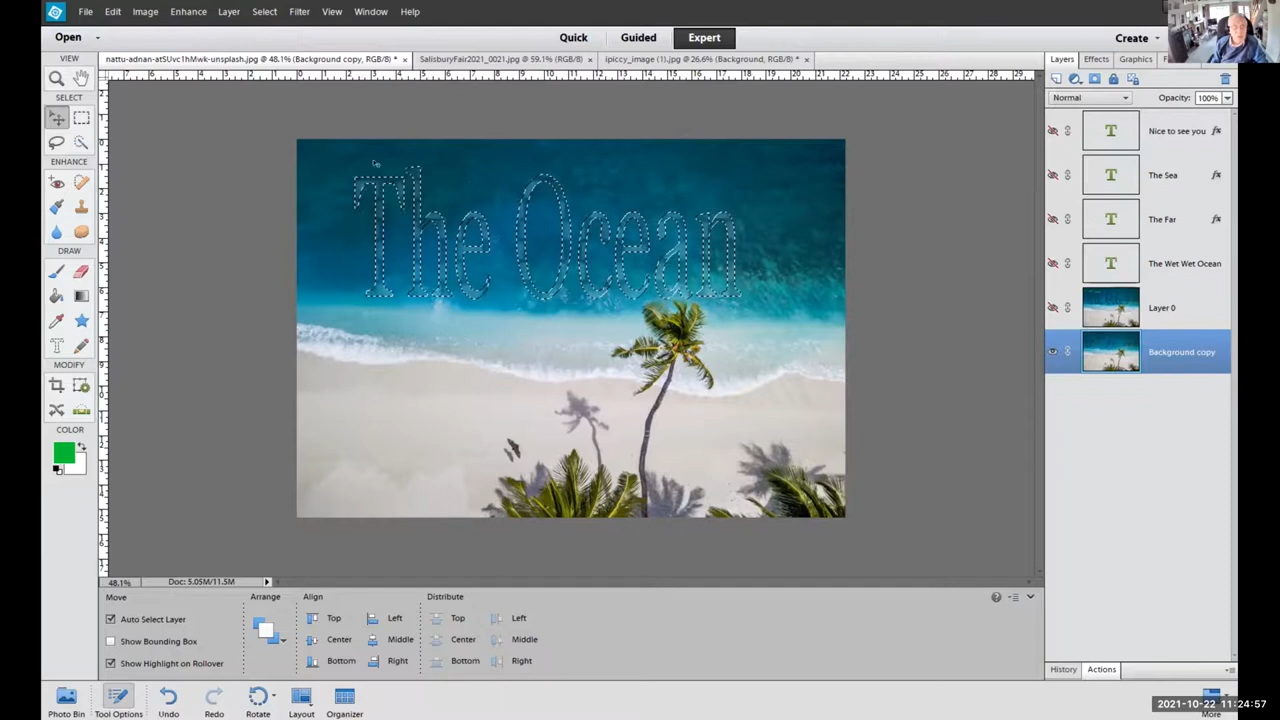 File Edit Image Enhance Layer Select Filter View Window Help
Open Quick Guided Expert Create
VIEW
nattu-adnan-atSUvc1hMwk-unsplash.jpg @ 48.1% (Background copy, RGB/8) * × SalisburyFair2021_0021.jpg @ 59.1% (RGB/8) × ipiccy_image (1).jpg @ 26.6% (Background, RGB/8) * ×
Layers Effects Graphics
SELECT
Normal Opacity: 100%
Nice to see you fx
ENHANCE
The Sea fx
The Ocean
The Far fx
DRAW
The Wet Wet Ocean
Layer 0
Background copy
MODIFY
COLOR
48.1% Doc: 5.05M/11.5M
Move Arrange Align Distribute
Auto Select Layer Top Left Top Left
Show Bounding Box Center Middle Center Middle
Show Highlight on Rollover Bottom Right Bottom Right
History Actions
Photo Bin Tool Options Undo Redo Rotate Layout Organizer More
2021-10-22 11:24:57